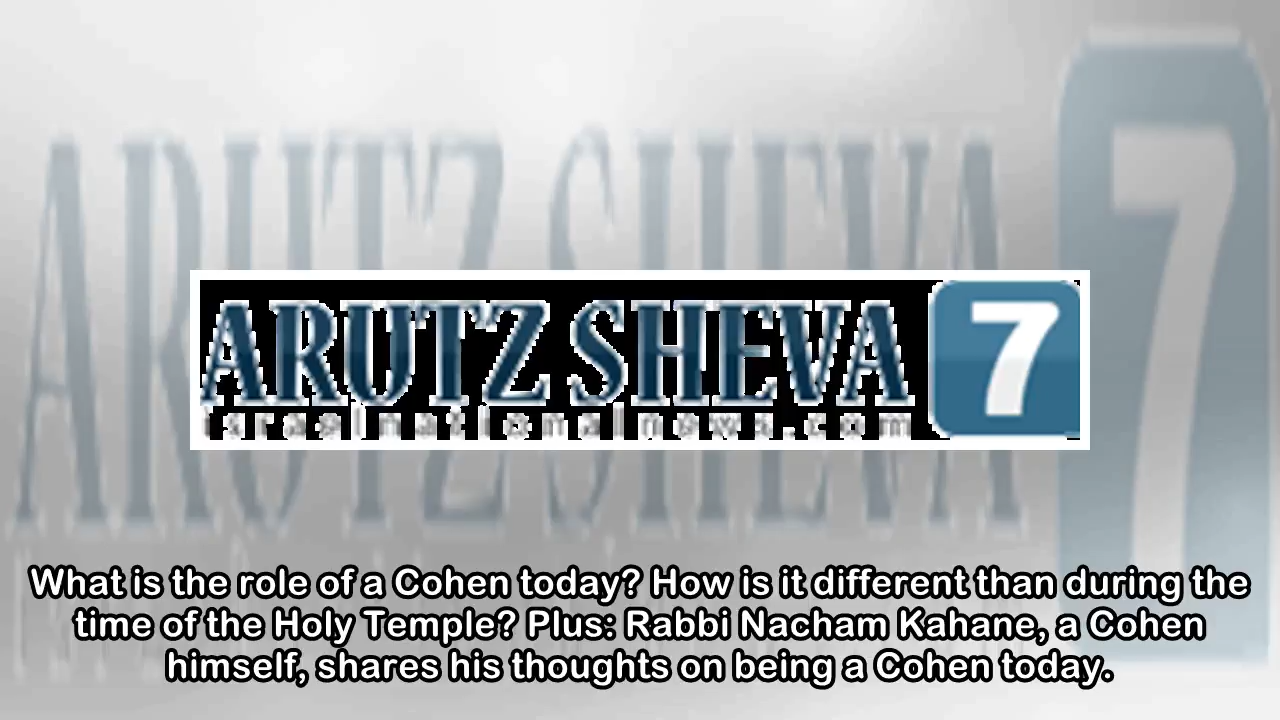 ARUTZ SHEVA 7
israelnationalnews.com
What is the role of a Cohen today? How is it different than during the
time of the Holy Temple? Plus: Rabbi Nacham Kahane, a Cohen
himself, shares his thoughts on being a Cohen today.